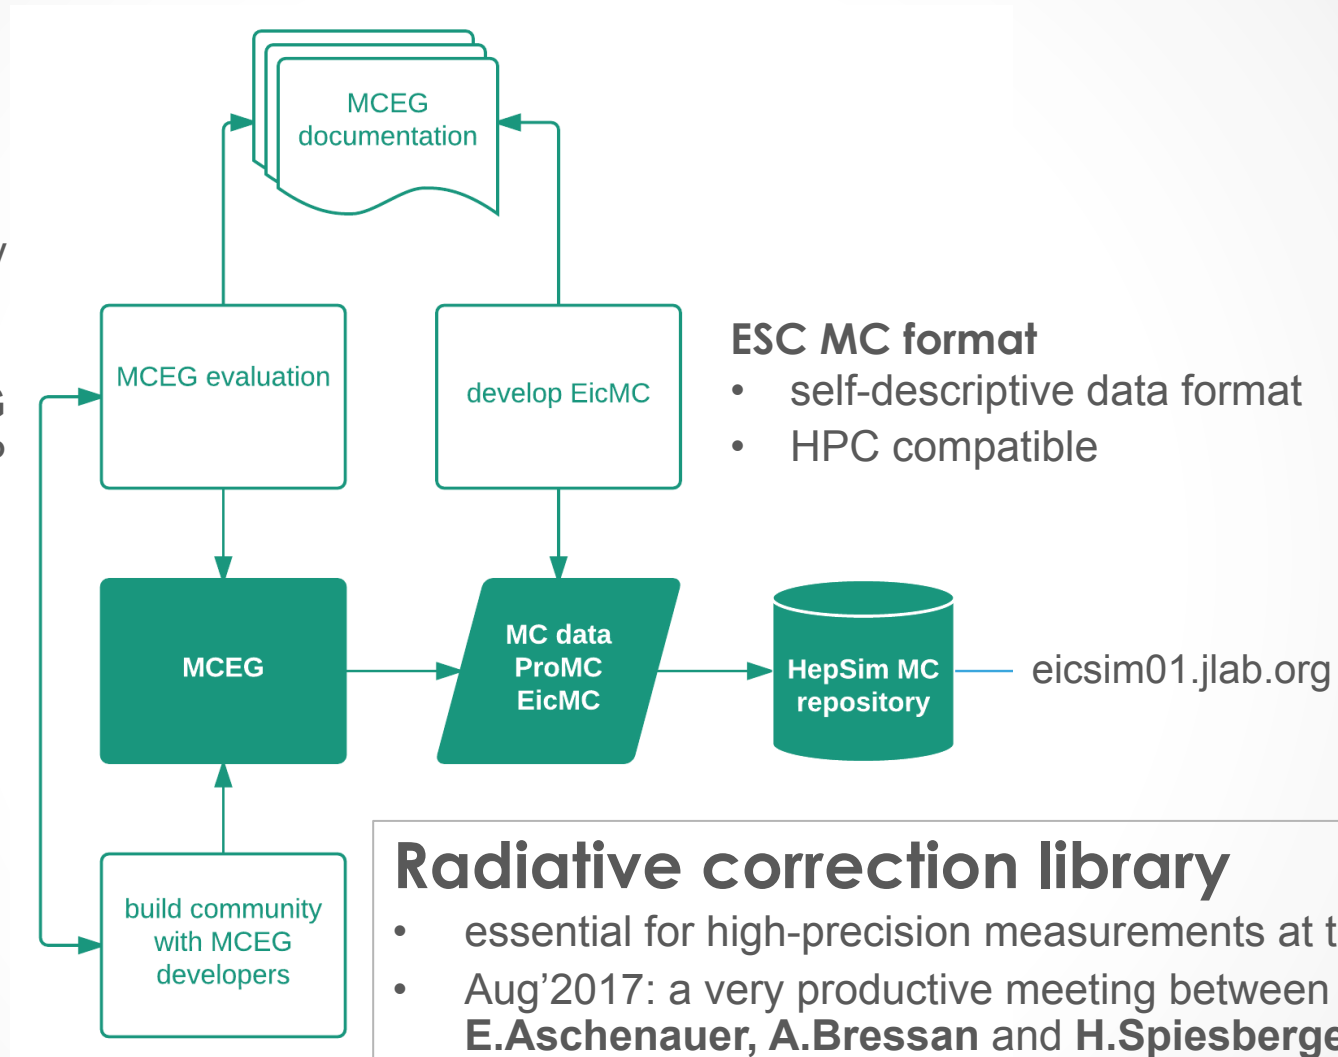 MCEG
documentation
MCEG evaluation
develop EicMC
ESC MC format
• self-descriptive data format
• HPC compatible
MCEG
MC data
ProMC
EicMC
HepSim MC
repository
eicsim01.jlab.org
build community
with MCEG
developers
Radiative correction library
• essential for high-precision measurements at
• Aug'2017: a very productive meeting between
E.Aschenauer, A.Bressan and H.Spiesberge